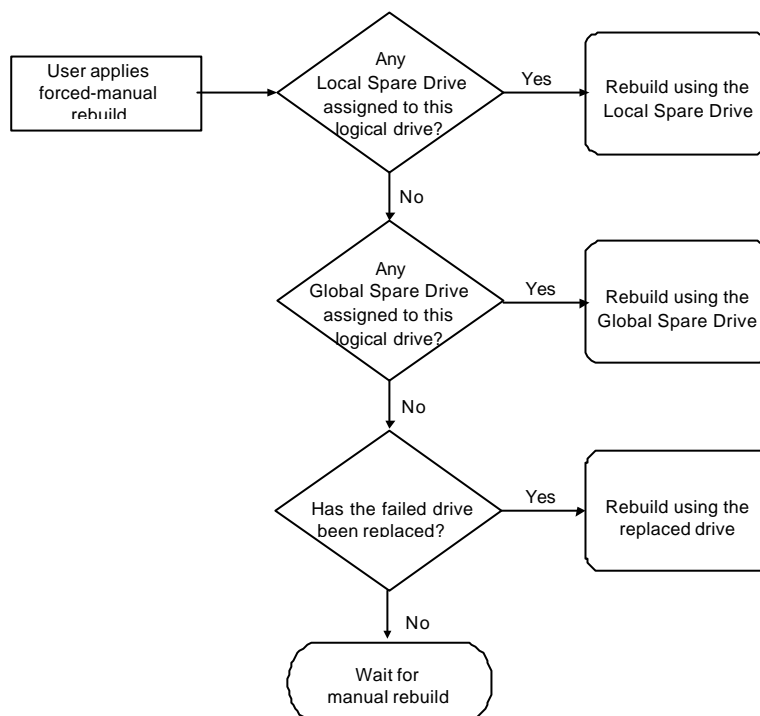 User applies
forced-manual
rebuild
Any
Local Spare Drive
assigned to this
logical drive?
Yes
Rebuild using the
Local Spare Drive
No
Any
Global Spare Drive
assigned to this
logical drive?
Yes
Rebuild using the
Global Spare Drive
No
Has the failed drive
been replaced?
Yes
Rebuild using the
replaced drive
No
Wait for
manual rebuild